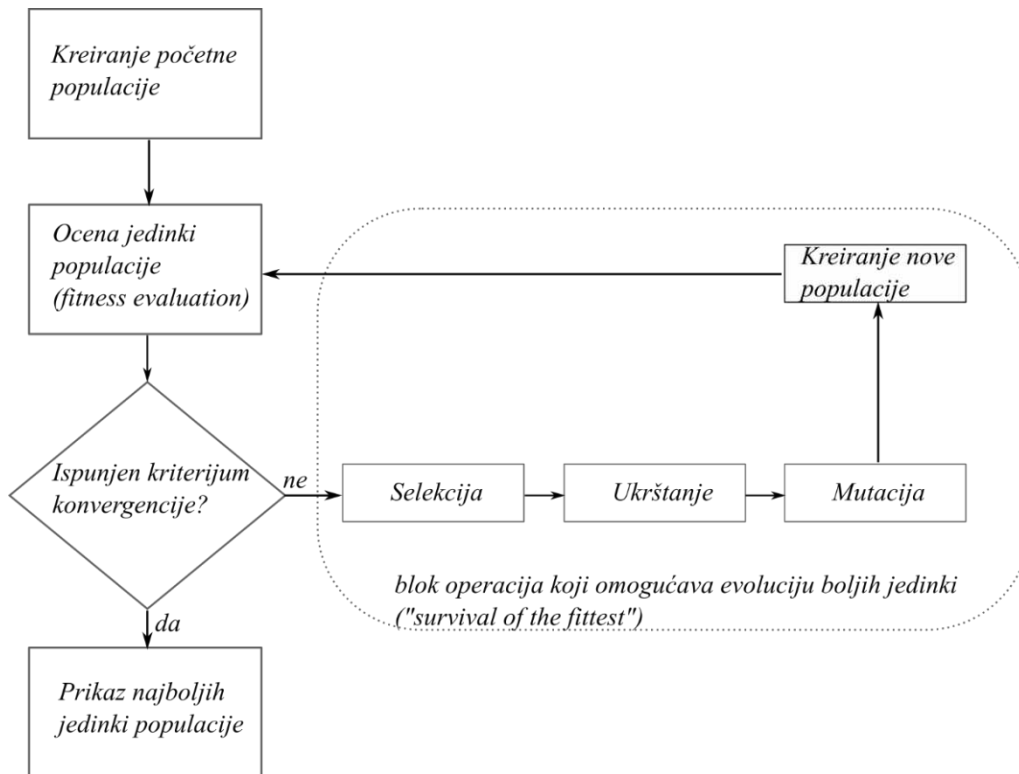 Kreiranje početne
populacije
Ocena jedinki
populacije
(fitness evaluation)
Kreiranje nove
populacije
Ispunjen kriterijum
konvergencije?
ne
Selekcija
Ukrštanje
Mutacija
blok operacija koji omogućava evoluciju boljih jedinki
("survival of the fittest")
da
Prikaz najboljih
jedinki populacije